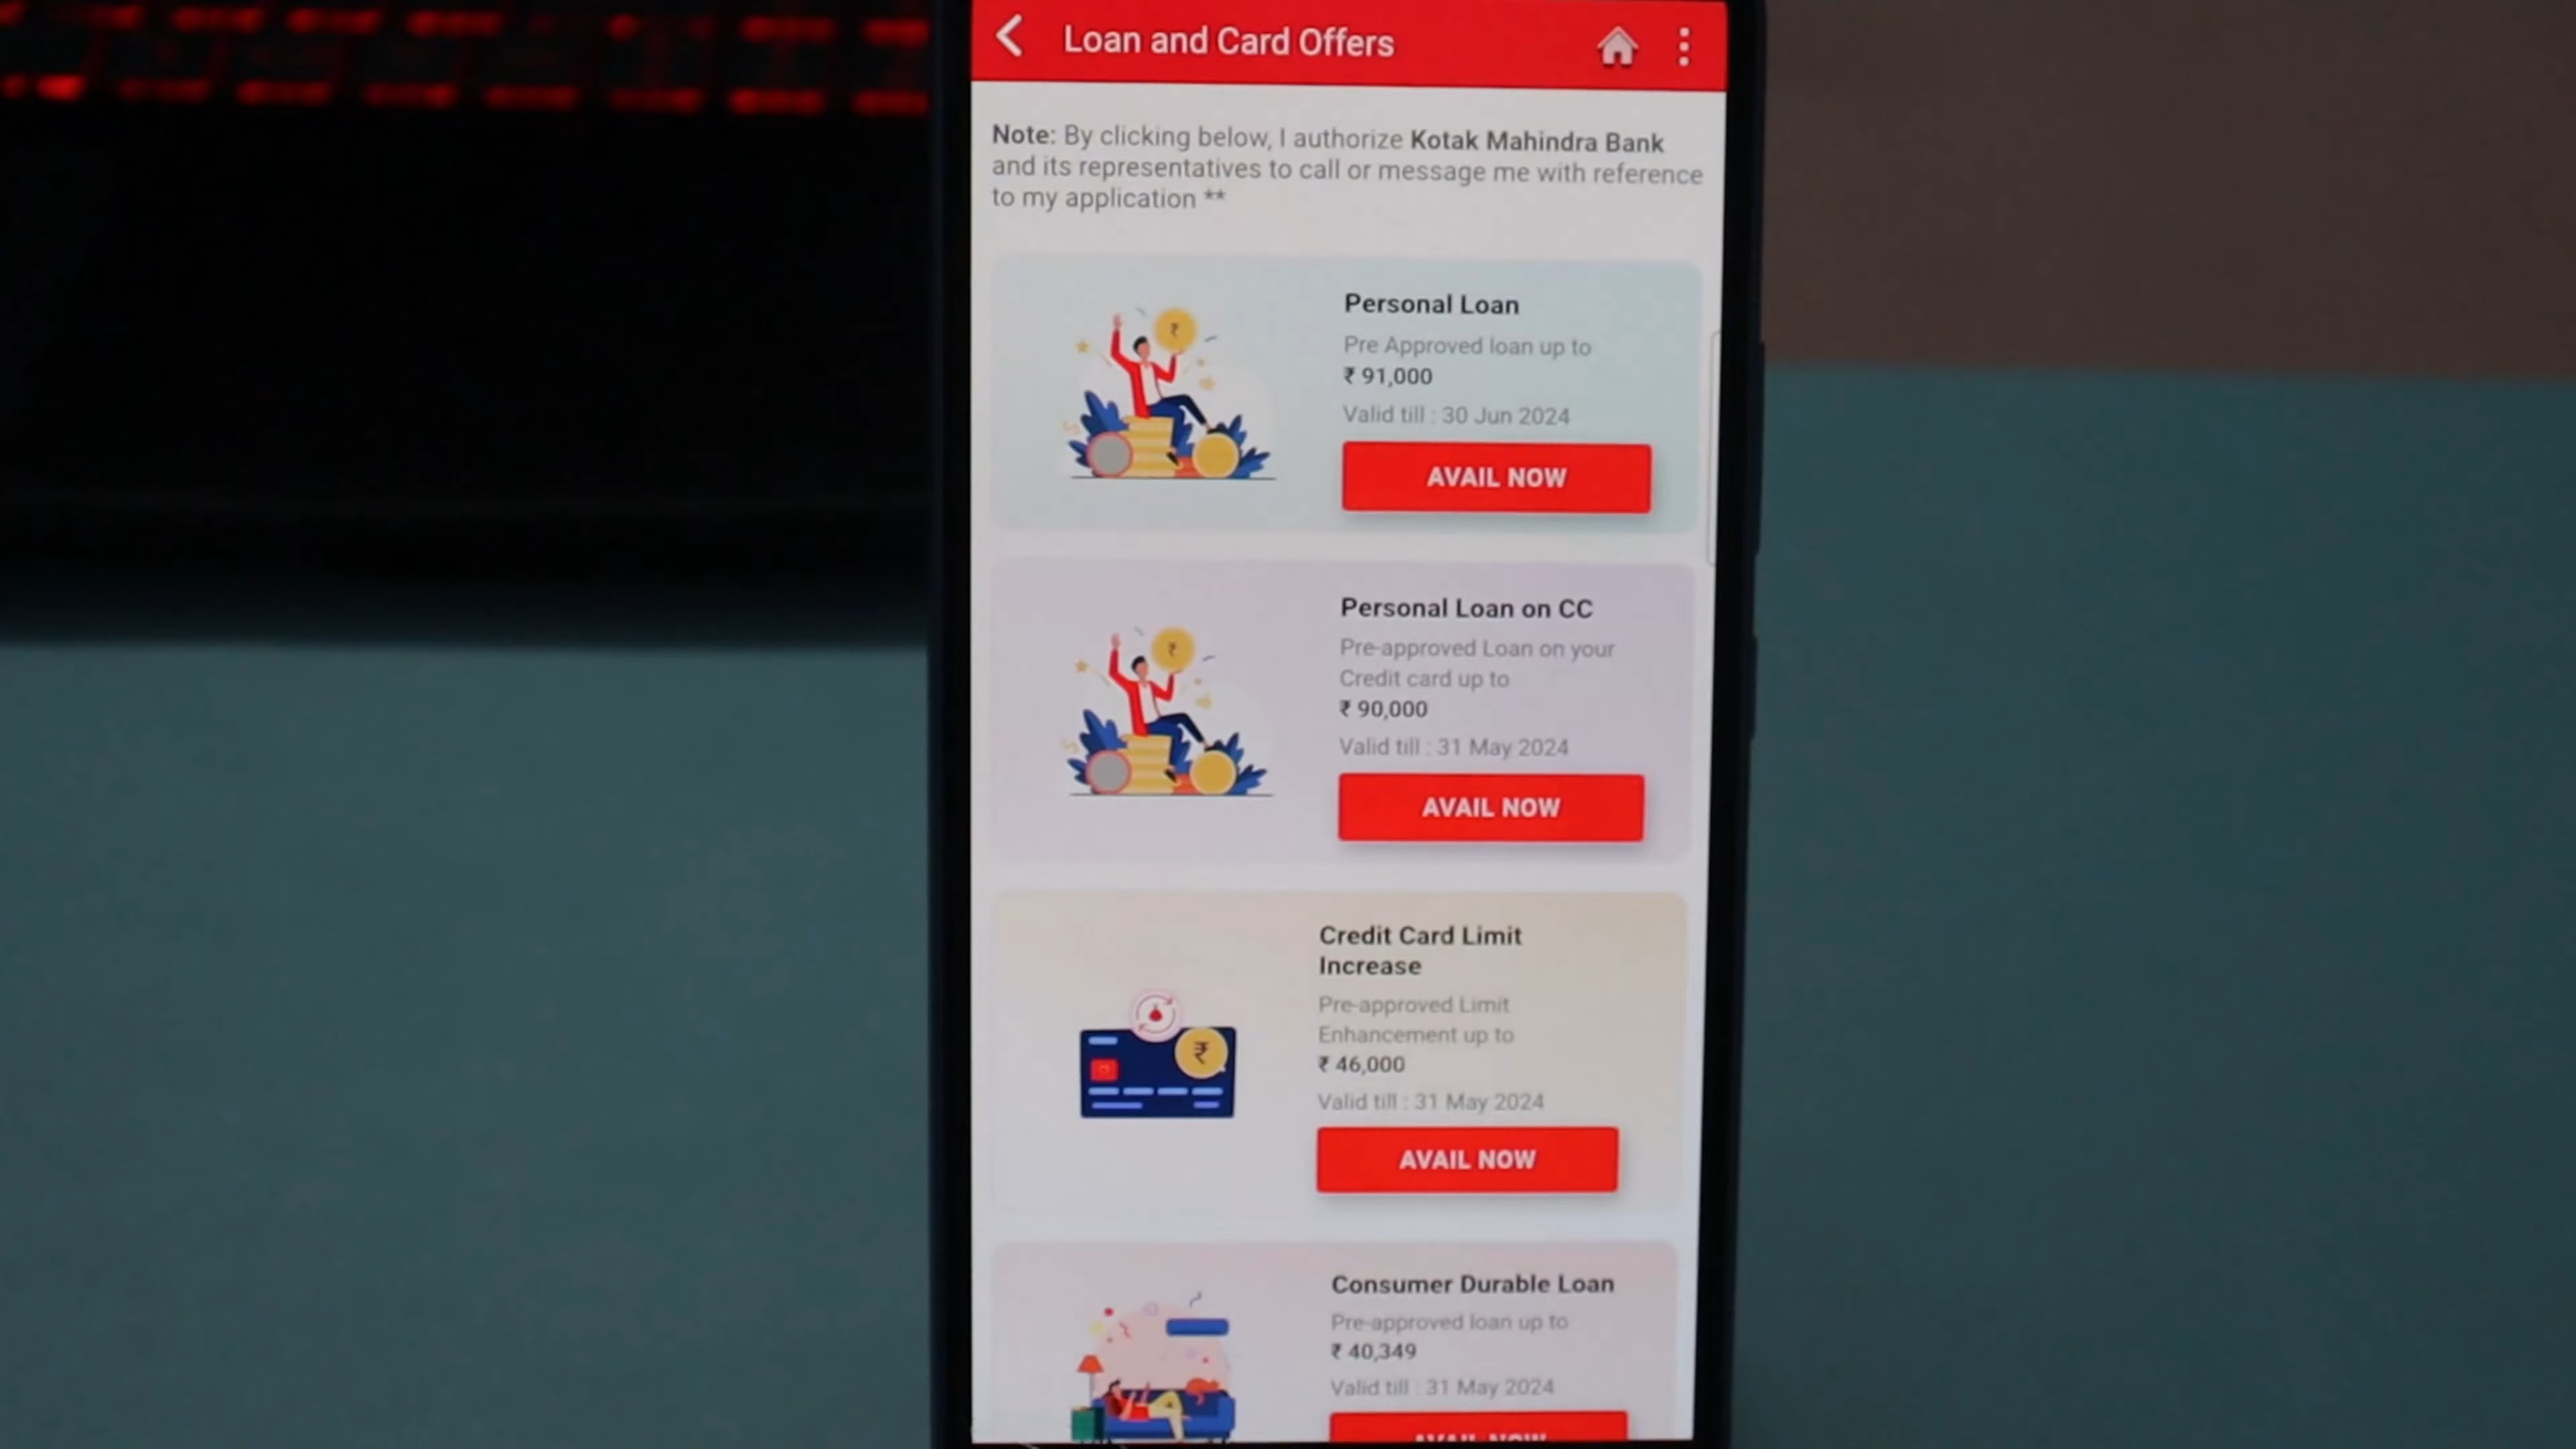 Loan and Card Offers
Note: By clicking below, I authorize Kotak Mahindra Bank
and its representatives to call or message me with reference
to my application **
Personal Loan
Pre Approved loan up to
₹ 91,000
Valid till : 30 Jun 2024
AVAIL NOW
Personal Loan on CC
Pre-approved Loan on your
Credit card up to
₹ 90,000
Valid till : 31 May 2024
AVAIL NOW
Credit Card Limit
Increase
Pre-approved Limit
Enhancement up to
₹ 46,000
Valid till : 31 May 2024
AVAIL NOW
Consumer Durable Loan
Pre-approved loan up to
₹ 40,349
Valid till : 31 May 2024
AVAIL NOW